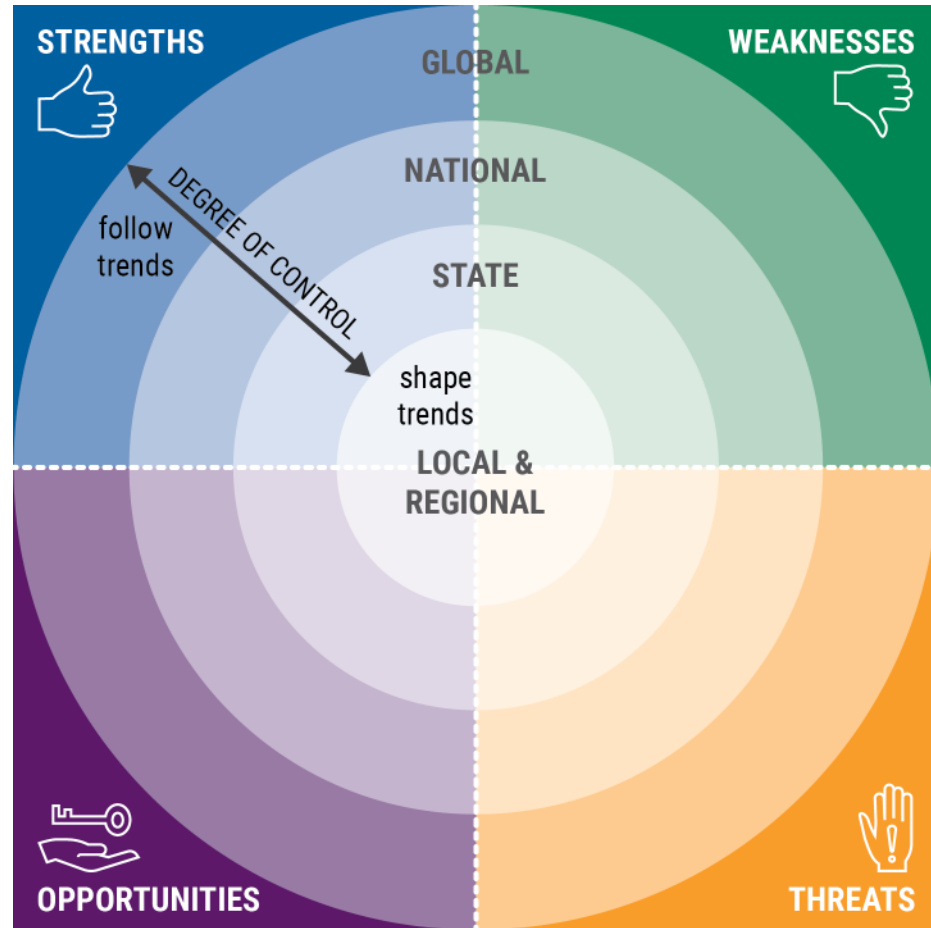 STRENGTHS
WEAKNESSES
GLOBAL
NATIONAL
DEGREE OF CONTROL
follow
trends
STATE
shape
trends
LOCAL &
REGIONAL
OPPORTUNITIES
THREATS